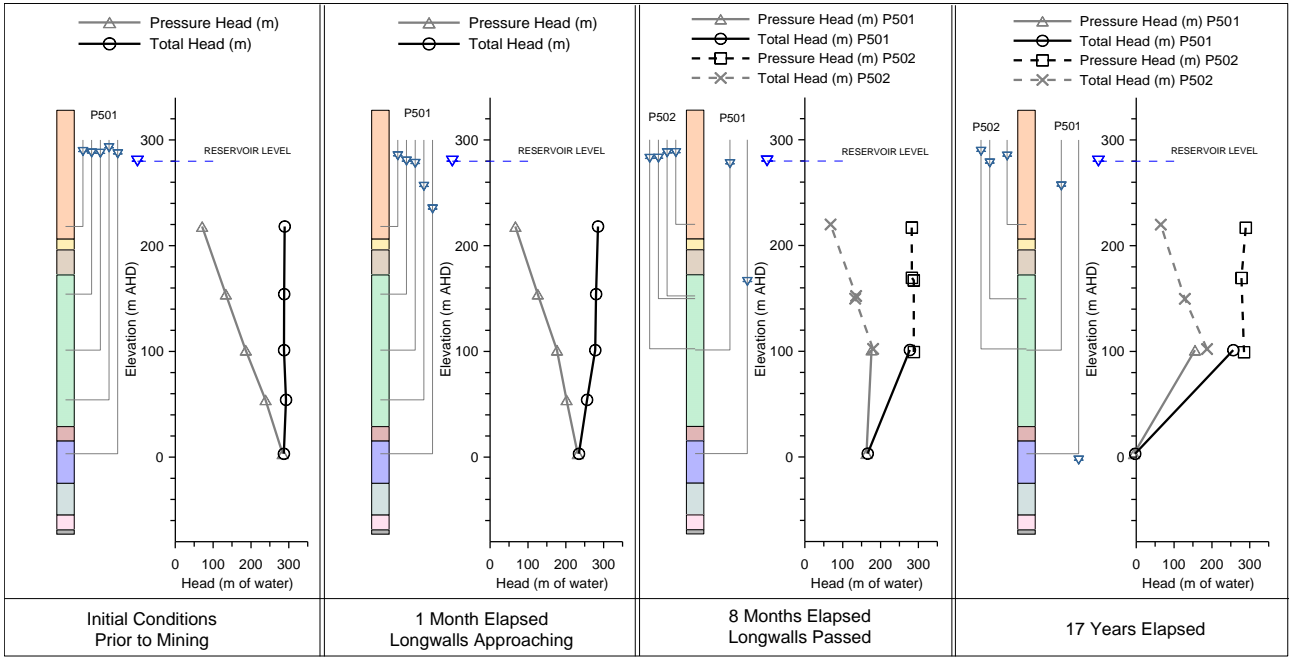 Pressure Head (m)
Total Head (m)
P501
RESERVOIR LEVEL
300
200
100
0
Elevation (m AHD)
0 100 200 300
Head (m of water)
Initial Conditions
Prior to Mining
Pressure Head (m)
Total Head (m)
P501
RESERVOIR LEVEL
300
200
100
0
Elevation (m AHD)
0 100 200 300
Head (m of water)
1 Month Elapsed
Longwalls Approaching
Pressure Head (m) P501
Total Head (m) P501
Pressure Head (m) P502
Total Head (m) P502
P502
P501
RESERVOIR LEVEL
300
200
100
0
Elevation (m AHD)
0 100 200 300
Head (m of water)
8 Months Elapsed
Longwalls Passed
Pressure Head (m) P501
Total Head (m) P501
Pressure Head (m) P502
Total Head (m) P502
P502
P501
RESERVOIR LEVEL
300
200
100
0
Elevation (m AHD)
0 100 200 300
Head (m of water)
17 Years Elapsed